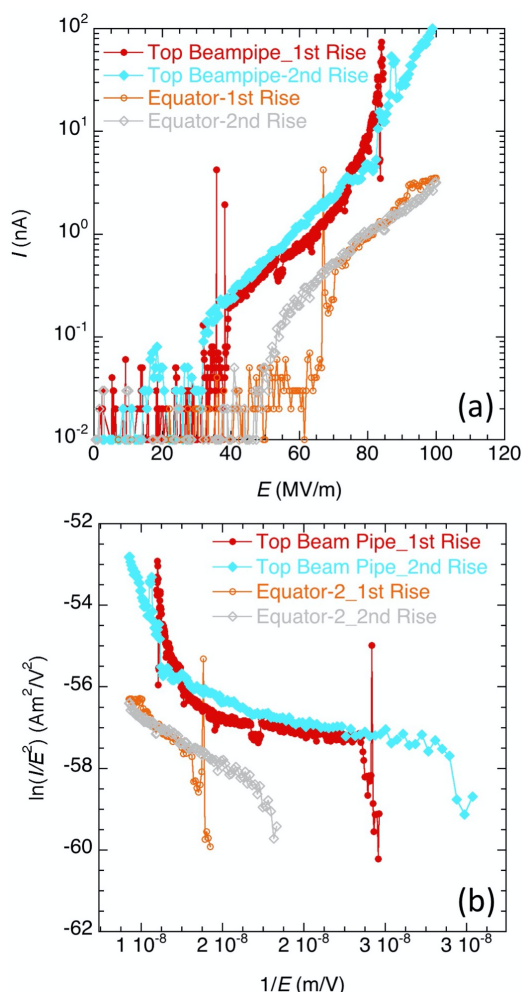 10²
10¹
10⁰
10⁻¹
10⁻²
I (nA)
Top Beampipe_1st Rise
Top Beampipe-2nd Rise
Equator-1st Rise
Equator-2nd Rise
(a)
0 20 40 60 80 100 120
E (MV/m)
-52
-54
-56
-58
-60
-62
ln(I/E²) (Am²/V²)
Top Beam Pipe_1st Rise
Top Beam Pipe_2nd Rise
Equator-2_1st Rise
Equator-2_2nd Rise
(b)
1 10⁻⁸ 2 10⁻⁸ 2 10⁻⁸ 3 10⁻⁸ 3 10⁻⁸
1/E (m/V)